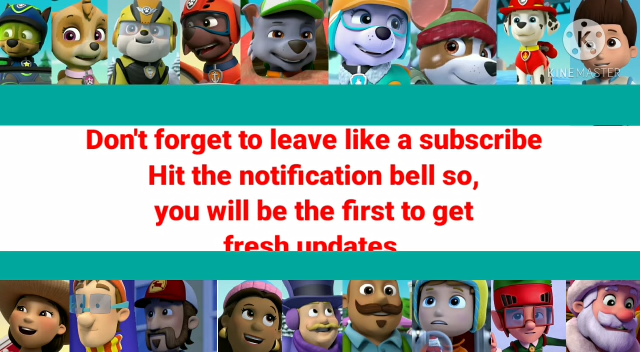 K
KINEMASTER
Don't forget to leave like a subscribe
Hit the notification bell so,
you will be the first to get
fresh updates